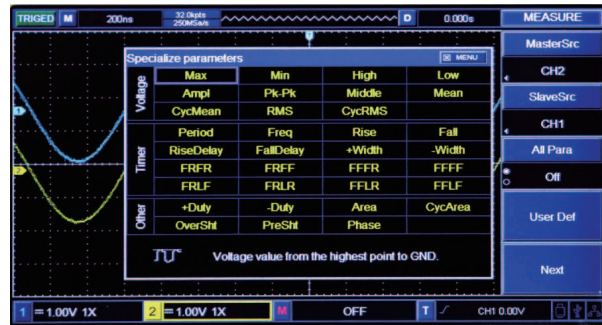 TRIGED M 200ns 32.0kpts 250MSa/s D 0.000s MEASURE
Specialize parameters MENU
Voltage
Max Min High Low
Ampl Pk-Pk Middle Mean
CycMean RMS CycRMS
Timer
Period Freq Rise Fall
RiseDelay FallDelay +Width -Width
FRFR FRFF FFFR FFFF
FRLF FRLR FFLR FFLF
Other
+Duty -Duty Area CycArea
OverSht PreSht Phase
Voltage value from the highest point to GND.
MasterSrc
CH2
SlaveSrc
CH1
All Para
Off
User Def
Next
1
2
1 =1.00V 1X 2 =1.00V 1X M OFF T CH1 0.00V